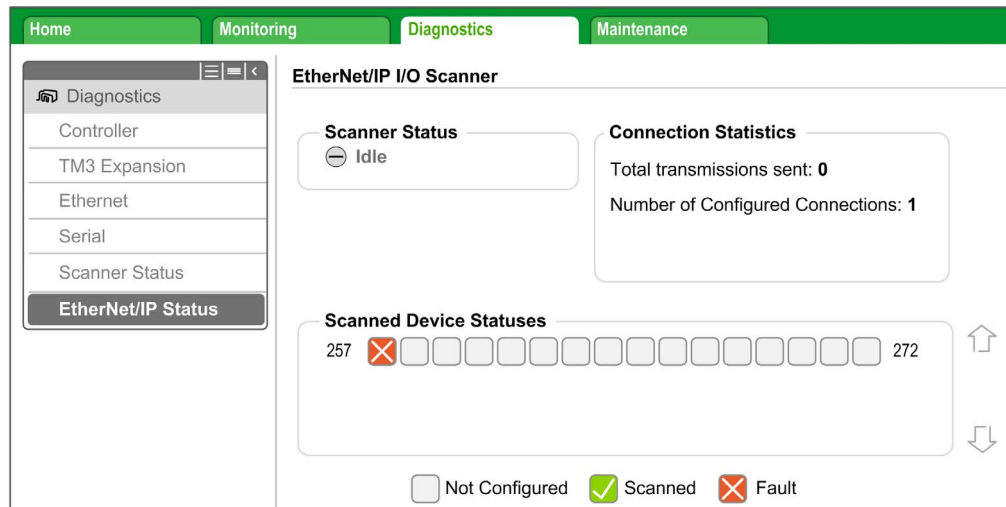 Home Monitoring Diagnostics Maintenance
Diagnostics
Controller
TM3 Expansion
Ethernet
Serial
Scanner Status
EtherNet/IP Status
EtherNet/IP I/O Scanner
Scanner Status
Idle
Connection Statistics
Total transmissions sent: 0
Number of Configured Connections: 1
Scanned Device Statuses
257 272
Not Configured Scanned Fault